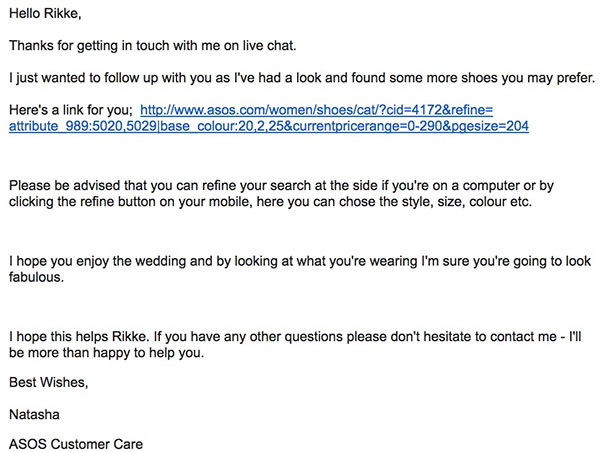 Hello Rikke,
Thanks for getting in touch with me on live chat.
I just wanted to follow up with you as I've had a look and found some more shoes you may prefer.
Here's a link for you;  http://www.asos.com/women/shoes/cat/?cid=4172&refine=
attribute_989:5020,5029|base_colour:20,2,25&currentpricerange=0-290&pgesize=204
Please be advised that you can refine your search at the side if you're on a computer or by
clicking the refine button on your mobile, here you can chose the style, size, colour etc.
I hope you enjoy the wedding and by looking at what you're wearing I'm sure you're going to look
fabulous.
I hope this helps Rikke. If you have any other questions please don't hesitate to contact me - I'll
be more than happy to help you.
Best Wishes,
Natasha
ASOS Customer Care